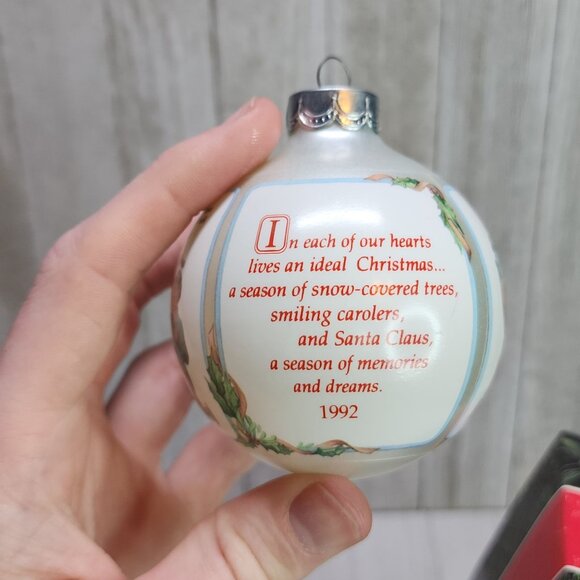 In each of our hearts
lives an ideal Christmas...
a season of snow-covered trees,
smiling carolers,
and Santa Claus,
a season of memories
and dreams.
1992